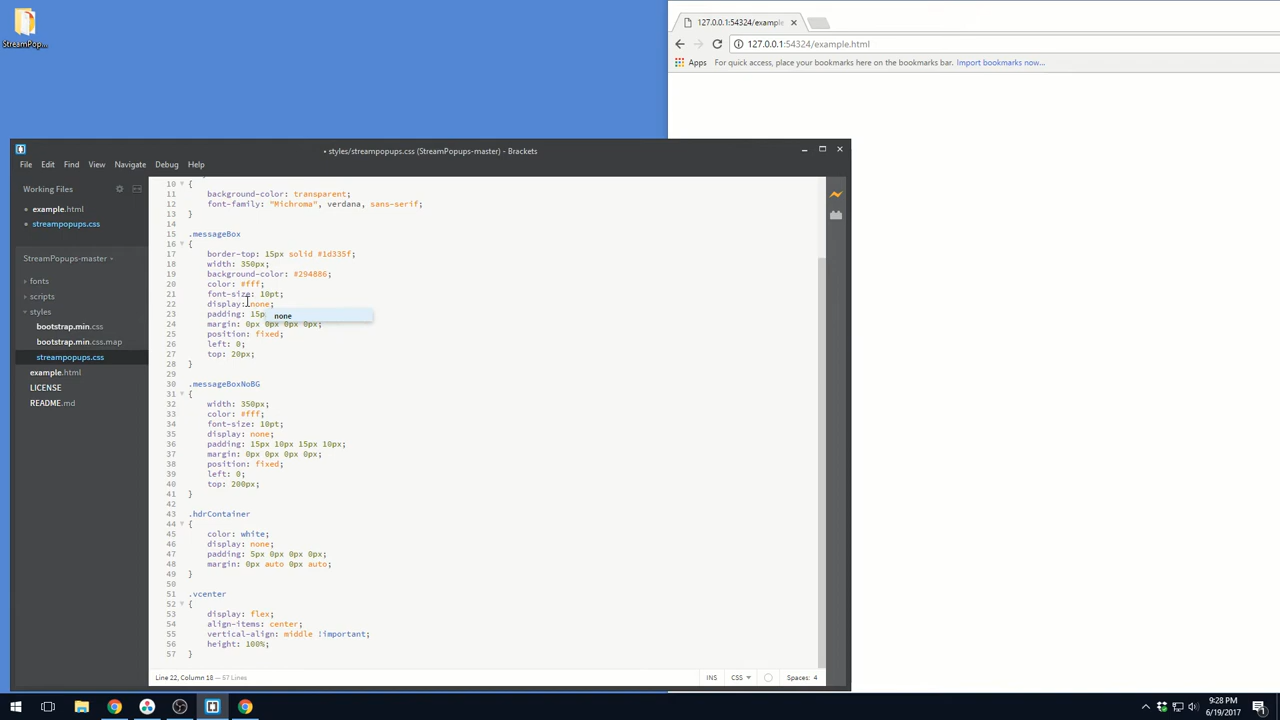 StreamPop...
127.0.0.1:54324/example
127.0.0.1:54324/example.html
Apps For quick access, place your bookmarks here on the bookmarks bar. Import bookmarks now...
• styles/streampopups.css (StreamPopups-master) - Brackets
File Edit Find View Navigate Debug Help
Working Files
example.html
streampopups.css
StreamPopups-master
fonts
scripts
styles
bootstrap.min.css
bootstrap.min.css.map
streampopups.css
example.html
LICENSE
README.md
10 {
11 background-color: transparent;
12 font-family: "Michroma", verdana, sans-serif;
13 }
14
15 .messageBox
16 {
17 border-top: 15px solid #1d335f;
18 width: 350px;
19 background-color: #294886;
20 color: #fff;
21 font-size: 10pt;
22 display: none;
23 padding: 15p
none
24 margin: 0px 0px 0px 0px;
25 position: fixed;
26 left: 0;
27 top: 20px;
28 }
29
30 .messageBoxNoBG
31 {
32 width: 350px;
33 color: #fff;
34 font-size: 10pt;
35 display: none;
36 padding: 15px 10px 15px 10px;
37 margin: 0px 0px 0px 0px;
38 position: fixed;
39 left: 0;
40 top: 200px;
41 }
42
43 .hdrContainer
44 {
45 color: white;
46 display: none;
47 padding: 5px 0px 0px 0px;
48 margin: 0px auto 0px auto;
49 }
50
51 .vcenter
52 {
53 display: flex;
54 align-items: center;
55 vertical-align: middle !important;
56 height: 100%;
57 }
Line 22, Column 18 — 57 Lines
INS CSS Spaces: 4
9:28 PM
6/19/2017
1